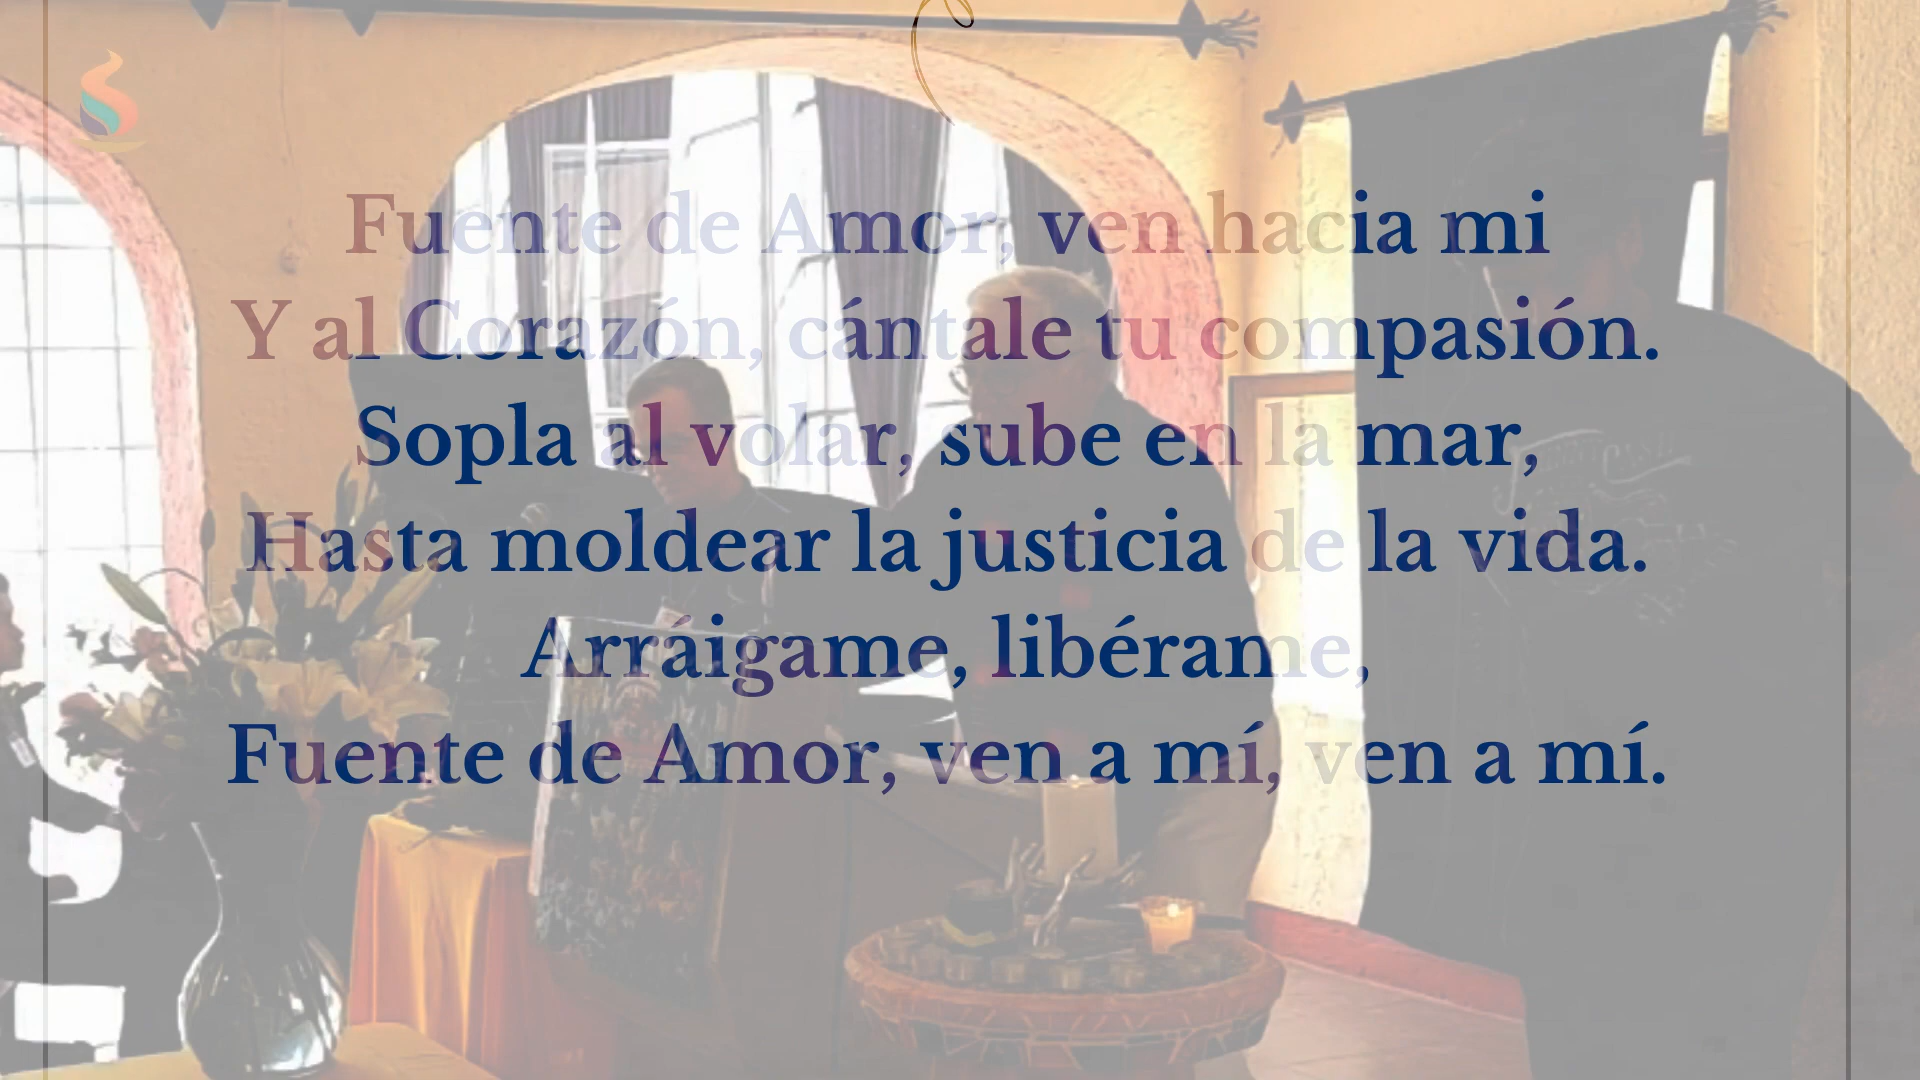 Fuente de Amor, ven hacia mi
Y al Corazón, cántale tu compasión.
Sopla al volar, sube en la mar,
Hasta moldear la justicia de la vida.
Arráigame, libérame,
Fuente de Amor, ven a mí, ven a mí.